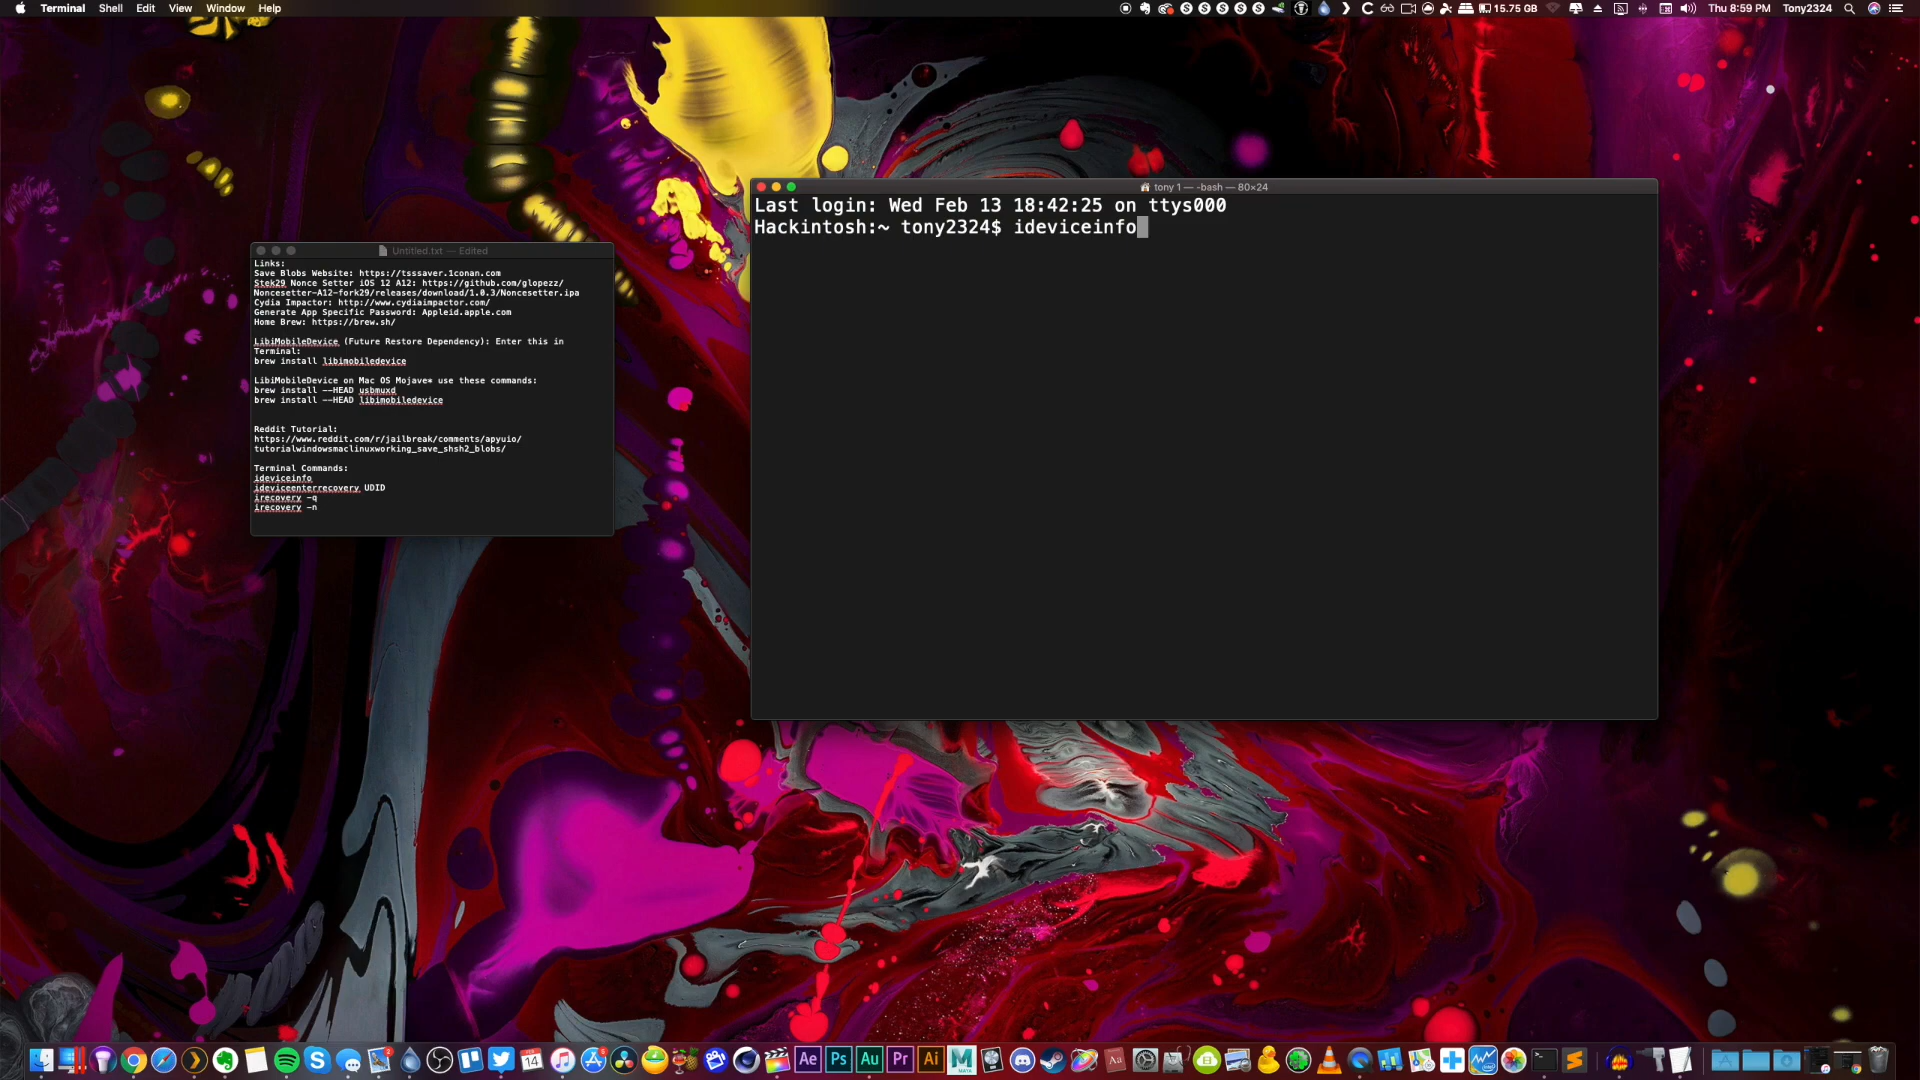 Terminal Shell Edit View Window Help
15.75 GB Thu 8:59 PM Tony2324
tony 1 — -bash — 80×24
Last login: Wed Feb 13 18:42:25 on ttys000
Hackintosh:~ tony2324$ ideviceinfo
Untitled.txt — Edited
Links:
Save Blobs Website: https://tsssaver.1conan.com
Stek29 Nonce Setter iOS 12 A12: https://github.com/glopezz/
Noncesetter-A12-fork29/releases/download/1.0.3/Noncesetter.ipa
Cydia Impactor: http://www.cydiaimpactor.com/
Generate App Specific Password: Appleid.apple.com
Home Brew: https://brew.sh/
LibiMobileDevice (Future Restore Dependency): Enter this in
Terminal:
brew install libimobiledevice
LibiMobileDevice on Mac OS Mojave* use these commands:
brew install --HEAD usbmuxd
brew install --HEAD libimobiledevice
Reddit Tutorial:
https://www.reddit.com/r/jailbreak/comments/apyuio/
tutorialwindowsmaclinuxworking_save_shsh2_blobs/
Terminal Commands:
ideviceinfo
ideviceenterrecovery UDID
irecovery -q
irecovery -n
14 Ae Ps Au Pr Ai M